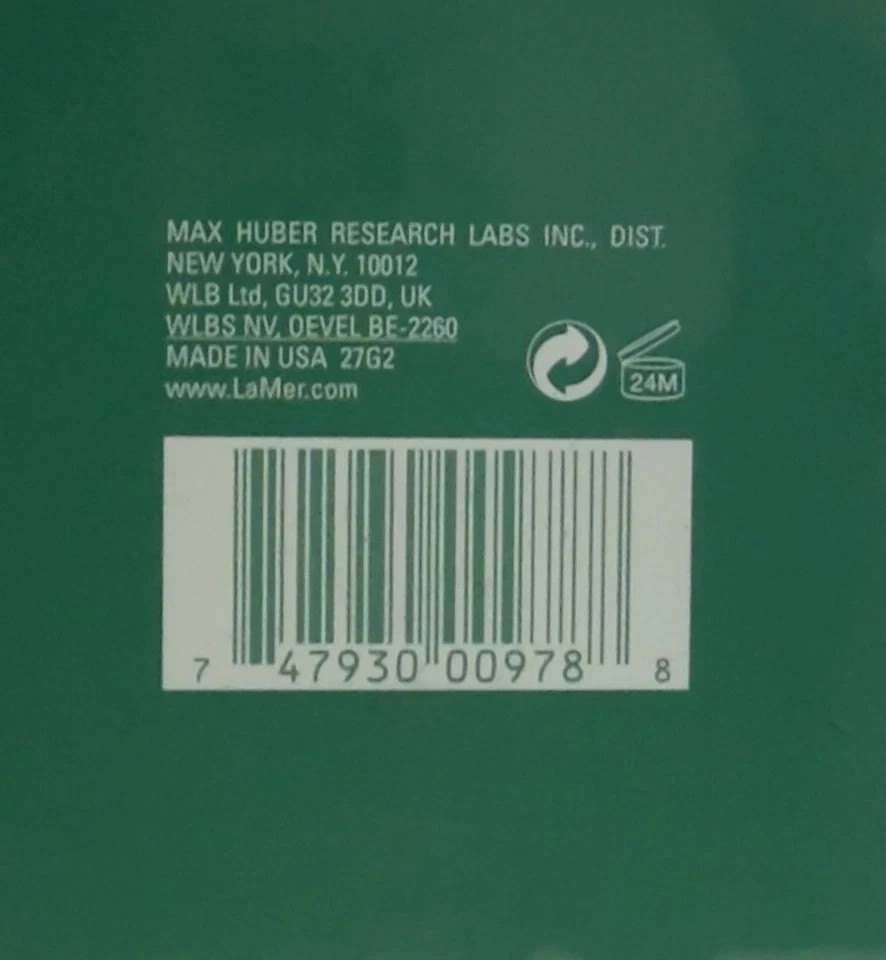 MAX HUBER RESEARCH LABS INC., DIST.
NEW YORK, N.Y. 10012
WLB Ltd, GU32 3DD, UK
WLBS NV, OEVEL BE-2260
MADE IN USA 27G2
www.LaMer.com
24M
7 47930 00978 8